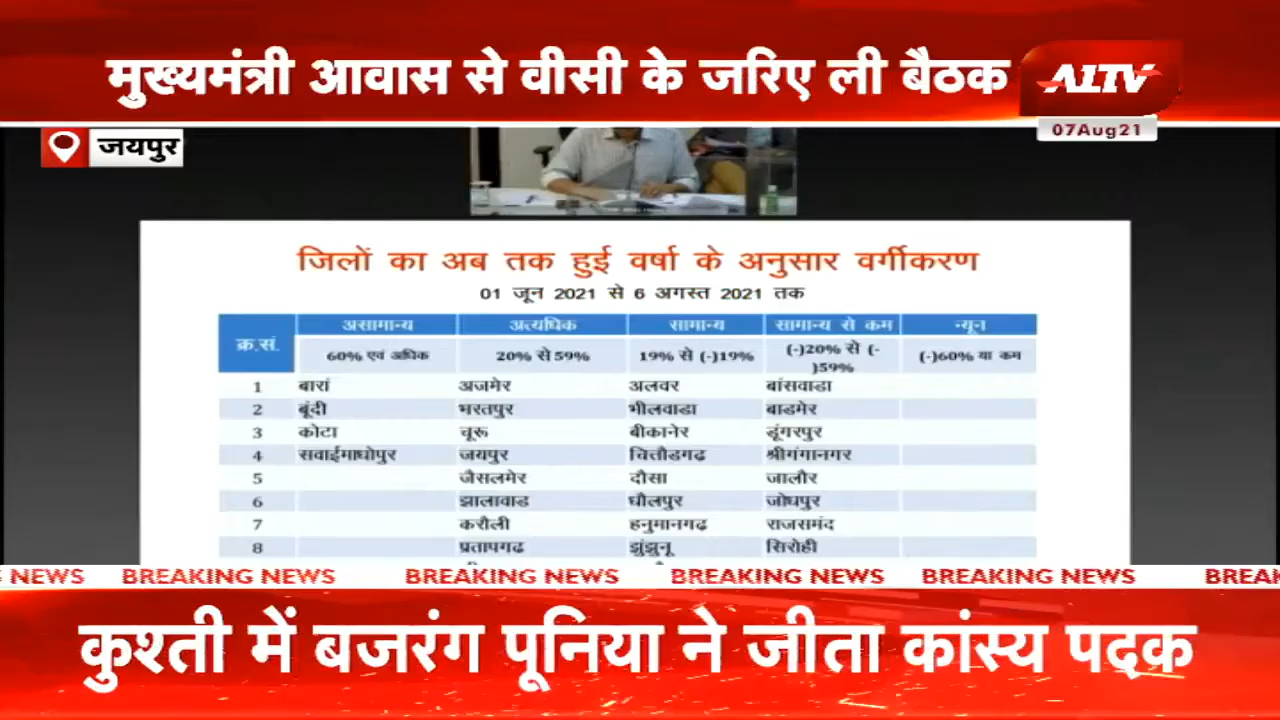 मुख्यमंत्री आवास से वीसी के जरिए ली बैठक
ALTV
07Aug21
जयपुर
जिलों का अब तक हुई वर्षा के अनुसार वर्गीकरण
01 जून 2021 से 6 अगस्त 2021 तक
क्र.सं. असामान्य अत्यधिक सामान्य सामान्य से कम न्यून
60% एवं अधिक 20% से 59% 19% से (-)19% (-)20% से (-)59% (-)60% या कम
1 बारां अजमेर अलवर बांसवाडा
2 बूंदी भरतपुर भीलवाडा बाडमेर
3 कोटा चूरू बीकानेर डूंगरपुर
4 सवाईमाधोपुर जयपुर चित्तौडगढ श्रीगंगानगर
5 जैसलमेर दौसा जालौर
6 झालावाड धौलपुर जोधपुर
7 करौली हनुमानगढ राजसमंद
8 प्रतापगढ झुंझुनू सिरोही
NEWS BREAKING NEWS BREAKING NEWS BREAKING NEWS BREAKING NEWS BREA
कुश्ती में बजरंग पूनिया ने जीता कांस्य पदक